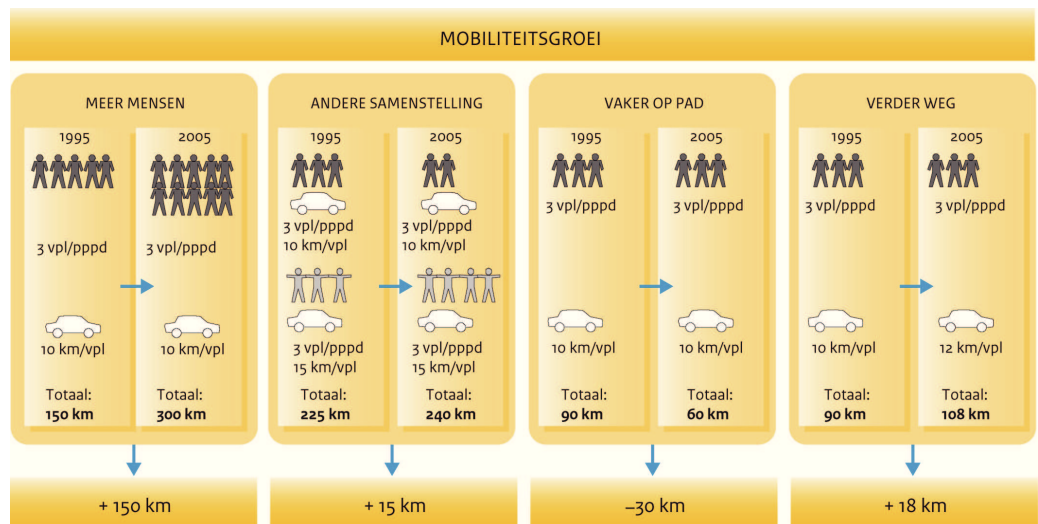 MOBILITEITSGROEI
MEER MENSEN
1995
2005
3 vpl/pppd
3 vpl/pppd
10 km/vpl
10 km/vpl
Totaal:
150 km
Totaal:
300 km
+ 150 km
ANDERE SAMENSTELLING
1995
2005
3 vpl/pppd
10 km/vpl
3 vpl/pppd
10 km/vpl
3 vpl/pppd
15 km/vpl
3 vpl/pppd
15 km/vpl
Totaal:
225 km
Totaal:
240 km
+ 15 km
VAKER OP PAD
1995
2005
3 vpl/pppd
3 vpl/pppd
10 km/vpl
10 km/vpl
Totaal:
90 km
Totaal:
60 km
–30 km
VERDER WEG
1995
2005
3 vpl/pppd
3 vpl/pppd
10 km/vpl
12 km/vpl
Totaal:
90 km
Totaal:
108 km
+ 18 km